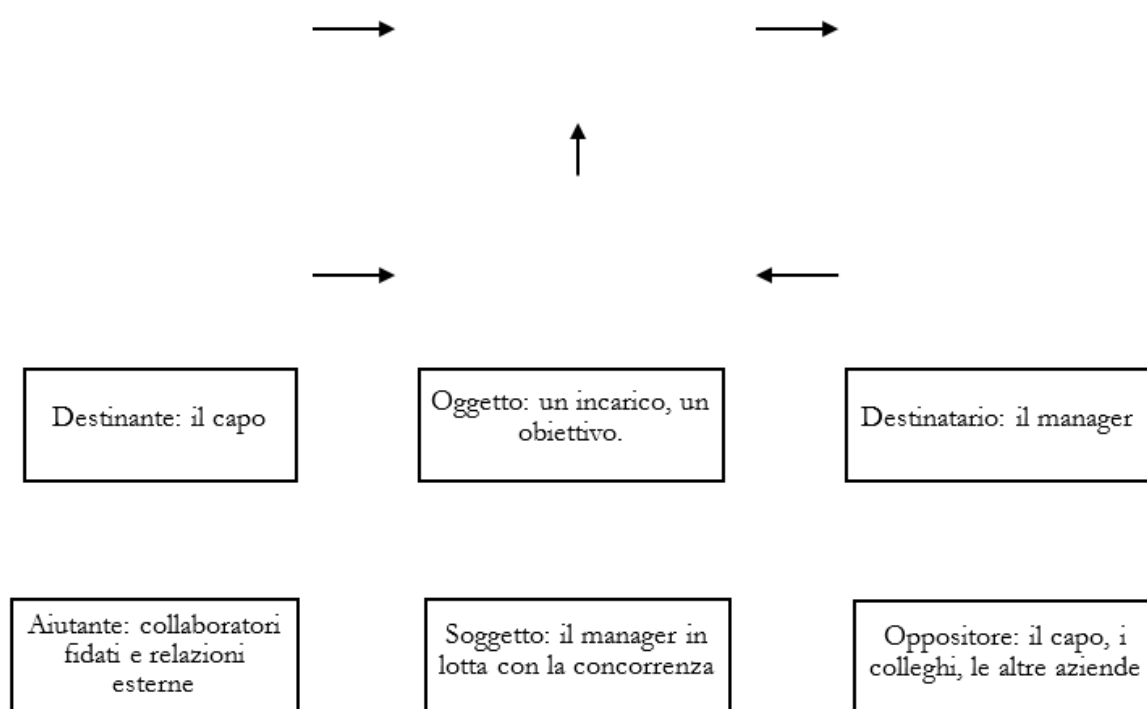 Destinante: il capo
Oggetto: un incarico, un
obiettivo.
Destinatario: il manager
Aiutante: collaboratori
fidati e relazioni
esterne
Soggetto: il manager in
lotta con la concorrenza
Oppositore: il capo, i
colleghi, le altre aziende